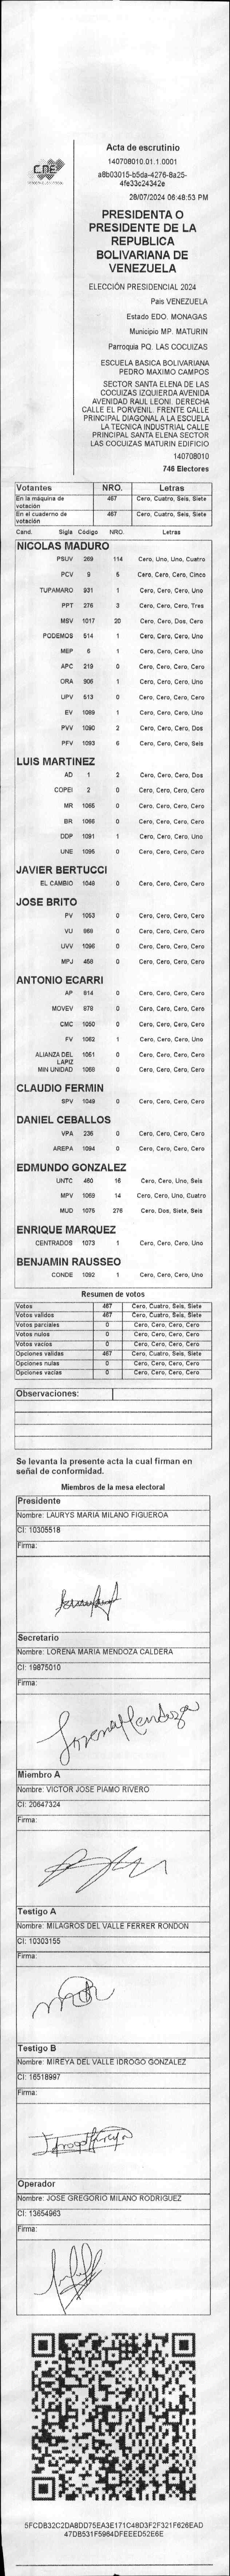 CNE
Acta de escrutinio
140708010.01.1.0001
a8b03015-b5da-4276-8a25-
4fe33c24342e
28/07/2024 06:48:53 PM
PRESIDENTA O
PRESIDENTE DE LA
REPUBLICA
BOLIVARIANA DE
VENEZUELA
ELECCIÓN PRESIDENCIAL 2024
Pais VENEZUELA
Estado EDO. MONAGAS
Municipio MP. MATURIN
Parroquia PQ. LAS COCUIZAS
ESCUELA BASICA BOLIVARIANA
PEDRO MAXIMO CAMPOS
SECTOR SANTA ELENA DE LAS
COCUIZAS IZQUIERDA AVENIDA
AVENIDAD RAUL LEONI. DERECHA
CALLE EL PORVENIL. FRENTE CALLE
PRINCIPAL DIAGONAL A LA ESCUELA
LA TECNICA INDUSTRIAL CALLE
PRINCIPAL SANTA ELENA SECTOR
LAS COCUIZAS MATURIN EDIFICIO
140708010
746 Electores
Votantes NRO. Letras
En la máquina de votación 467 Cero, Cuatro, Seis, Siete
En el cuaderno de votación 467 Cero, Cuatro, Seis, Siete
Cand. Sigla Código NRO. Letras
NICOLAS MADURO
PSUV 269 114 Cero, Uno, Uno, Cuatro
PCV 9 5 Cero, Cero, Cero, Cinco
TUPAMARO 931 1 Cero, Cero, Cero, Uno
PPT 276 3 Cero, Cero, Cero, Tres
MSV 1017 20 Cero, Cero, Dos, Cero
PODEMOS 514 1 Cero, Cero, Cero, Uno
MEP 6 1 Cero, Cero, Cero, Uno
APC 219 0 Cero, Cero, Cero, Cero
ORA 906 1 Cero, Cero, Cero, Uno
UPV 513 0 Cero, Cero, Cero, Cero
EV 1089 1 Cero, Cero, Cero, Uno
PVV 1090 2 Cero, Cero, Cero, Dos
PFV 1093 6 Cero, Cero, Cero, Seis
LUIS MARTINEZ
AD 1 2 Cero, Cero, Cero, Dos
COPEI 2 0 Cero, Cero, Cero, Cero
MR 1065 0 Cero, Cero, Cero, Cero
BR 1066 0 Cero, Cero, Cero, Cero
DDP 1091 1 Cero, Cero, Cero, Uno
UNE 1095 0 Cero, Cero, Cero, Cero
JAVIER BERTUCCI
EL CAMBIO 1048 0 Cero, Cero, Cero, Cero
JOSE BRITO
PV 1053 0 Cero, Cero, Cero, Cero
VU 868 0 Cero, Cero, Cero, Cero
UVV 1096 0 Cero, Cero, Cero, Cero
MPJ 458 0 Cero, Cero, Cero, Cero
ANTONIO ECARRI
AP 814 0 Cero, Cero, Cero, Cero
MOVEV 878 0 Cero, Cero, Cero, Cero
CMC 1050 0 Cero, Cero, Cero, Cero
FV 1062 1 Cero, Cero, Cero, Uno
ALIANZA DEL LAPIZ 1051 0 Cero, Cero, Cero, Cero
MIN UNIDAD 1068 0 Cero, Cero, Cero, Cero
CLAUDIO FERMIN
SPV 1049 0 Cero, Cero, Cero, Cero
DANIEL CEBALLOS
VPA 236 0 Cero, Cero, Cero, Cero
AREPA 1094 0 Cero, Cero, Cero, Cero
EDMUNDO GONZALEZ
UNTC 460 16 Cero, Cero, Uno, Seis
MPV 1069 14 Cero, Cero, Uno, Cuatro
MUD 1075 276 Cero, Dos, Siete, Seis
ENRIQUE MARQUEZ
CENTRADOS 1073 1 Cero, Cero, Cero, Uno
BENJAMIN RAUSSEO
CONDE 1092 1 Cero, Cero, Cero, Uno
Resumen de votos
Votos 467 Cero, Cuatro, Seis, Siete
Votos validos 467 Cero, Cuatro, Seis, Siete
Votos parciales 0 Cero, Cero, Cero, Cero
Votos nulos 0 Cero, Cero, Cero, Cero
Votos vacios 0 Cero, Cero, Cero, Cero
Opciones validas 467 Cero, Cuatro, Seis, Siete
Opciones nulas 0 Cero, Cero, Cero, Cero
Opciones vacias 0 Cero, Cero, Cero, Cero
Observaciones:
Se levanta la presente acta la cual firman en
señal de conformidad.
Miembros de la mesa electoral
Presidente
Nombre: LAURYS MARIA MILANO FIGUEROA
CI: 10305518
Firma:
Secretario
Nombre: LORENA MARIA MENDOZA CALDERA
CI: 19875010
Firma:
Lorena Mendoza
Miembro A
Nombre: VICTOR JOSE PIAMO RIVERO
CI: 20647324
Firma:
Testigo A
Nombre: MILAGROS DEL VALLE FERRER RONDON
CI: 10303155
Firma:
Testigo B
Nombre: MIREYA DEL VALLE IDROGO GONZALEZ
CI: 16518997
Firma:
Operador
Nombre: JOSE GREGORIO MILANO RODRIGUEZ
CI: 13654963
Firma:
5FCDB32C2DA8DD75EA3E171C48D3F2F321F626EAD
47DB531F5964DFEEED52E6E